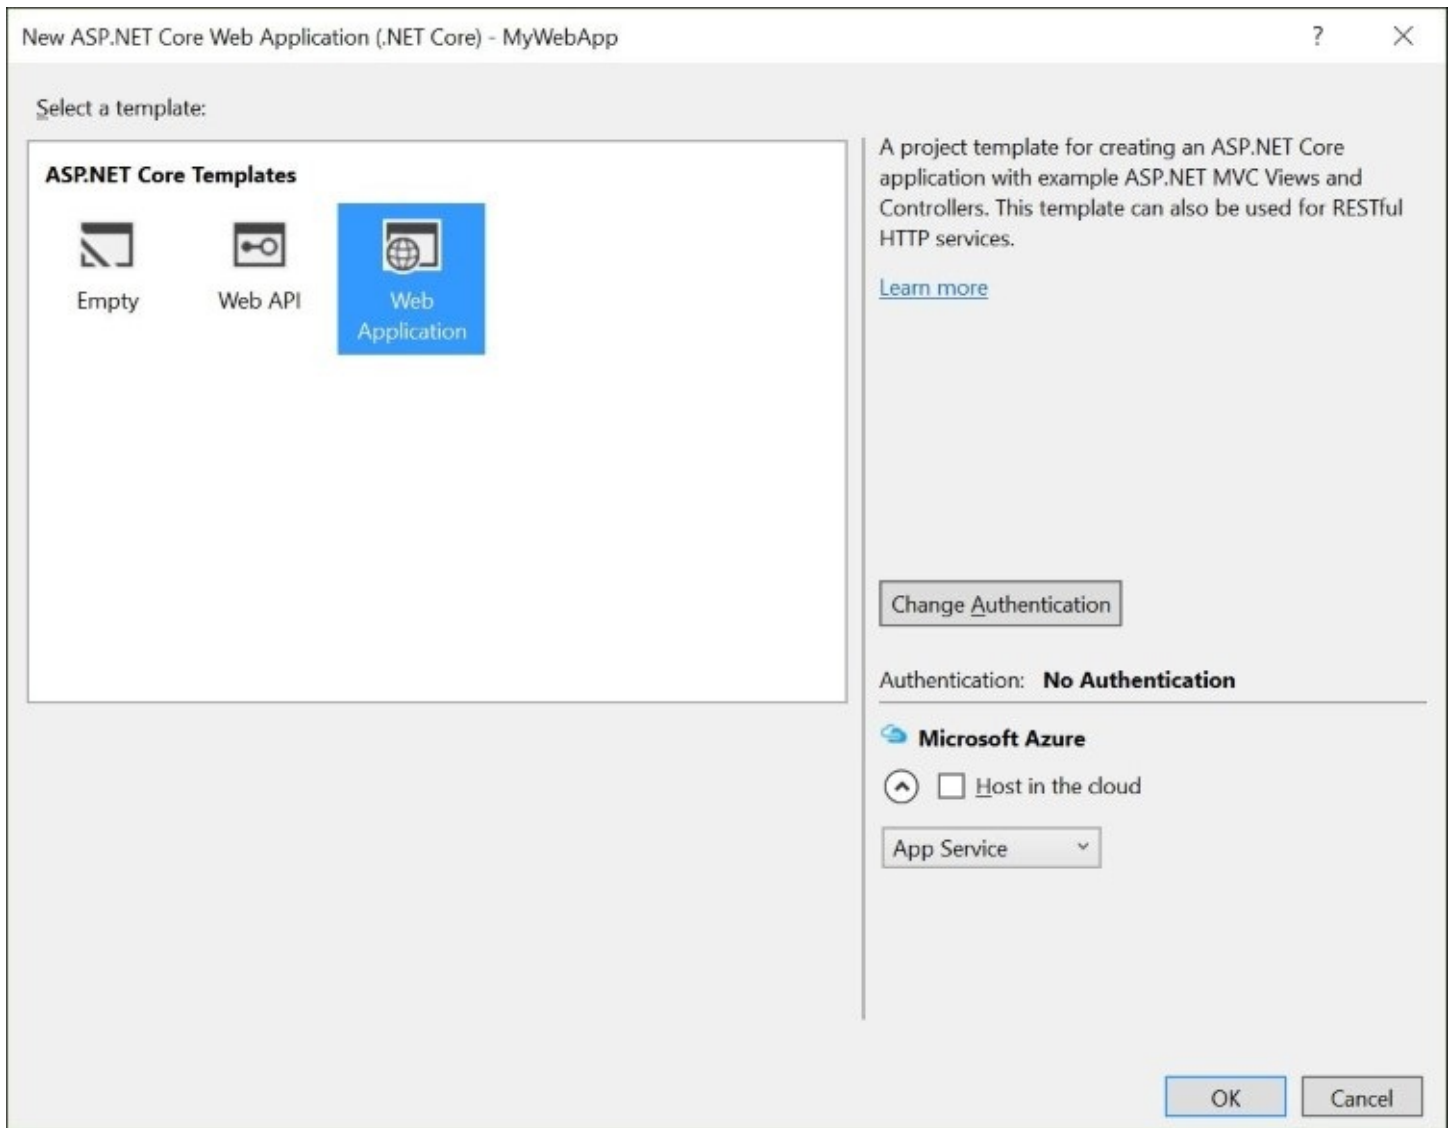 New ASP.NET Core Web Application (.NET Core) - MyWebApp
?
Select a template:
ASP.NET Core Templates
Empty
Web API
Web
Application
A project template for creating an ASP.NET Core
application with example ASP.NET MVC Views and
Controllers. This template can also be used for RESTful
HTTP services.
Learn more
Change Authentication
Authentication: No Authentication
Microsoft Azure
Host in the cloud
App Service
OK
Cancel